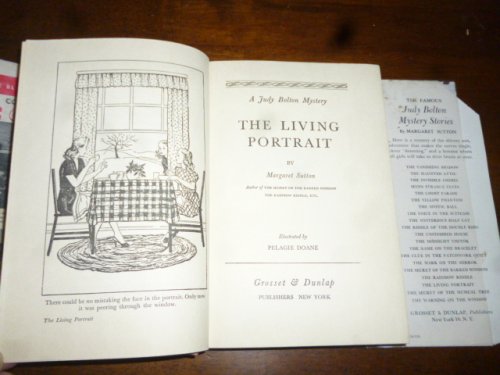 There could be no mistaking the face in the portrait. Only now
it was peering through the window.
The Living Portrait
A Judy Bolton Mystery
THE LIVING
PORTRAIT
BY
Margaret Sutton
Author of THE SECRET OF THE BARRED WINDOW
THE RAINBOW RIDDLE, ETC.
Illustrated by
PELAGIE DOANE
Grosset & Dunlap
PUBLISHERS NEW YORK
THE FAMOUS
Judy Bolton
Mystery Stories
By MARGARET SUTTON
THE VANISHING SHADOW
THE HAUNTED ATTIC
THE INVISIBLE CHIMES
SEVEN STRANGE CLUES
THE GHOST PARADE
THE YELLOW PHANTOM
THE MYSTIC BALL
THE VOICE IN THE SUITCASE
THE MYSTERIOUS HALF CAT
THE RIDDLE OF THE DOUBLE RING
THE UNFINISHED HOUSE
THE MIDNIGHT VISITOR
THE NAME ON THE BRACELET
THE CLUE IN THE PATCHWORK QUILT
THE MARK ON THE MIRROR
THE SECRET OF THE BARRED WINDOW
THE RAINBOW RIDDLE
THE LIVING PORTRAIT
THE SECRET OF THE MUSICAL TREE
THE WARNING ON THE WINDOW
GROSSET & DUNLAP, Publishers
New York 10, N. Y.